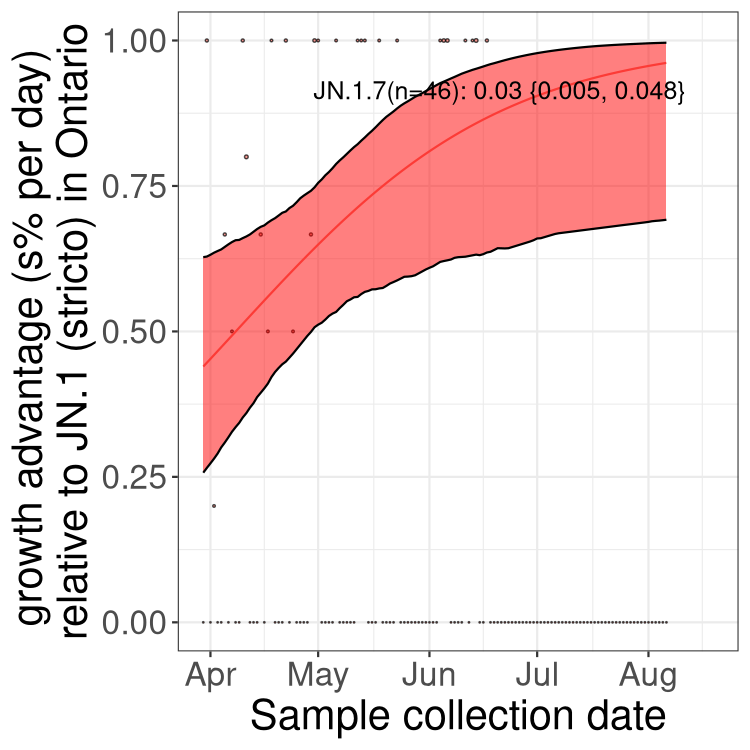 growth advantage (s% per day)
relative to JN.1 (stricto) in Ontario
1.00
0.75
0.50
0.25
0.00
JN.1.7(n=46): 0.03 {0.005, 0.048}
Apr May Jun Jul Aug
Sample collection date